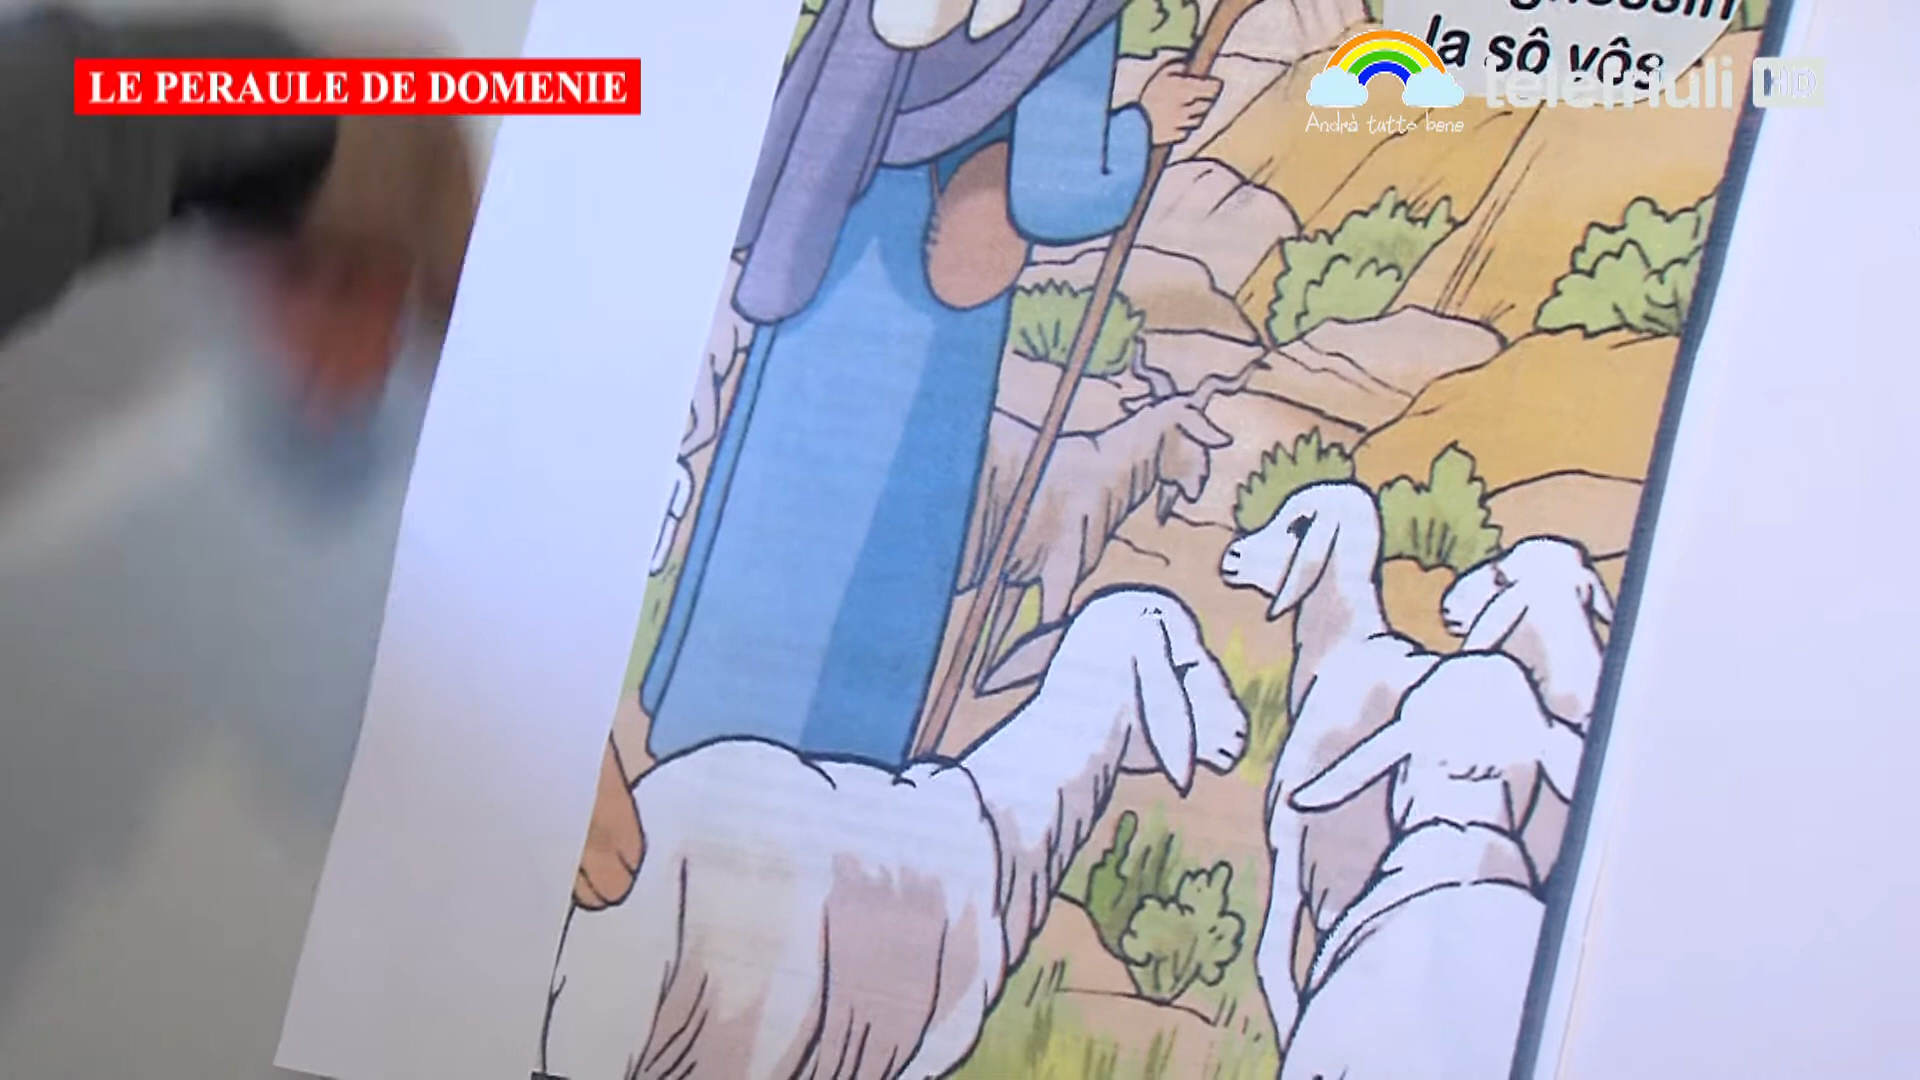 LE PERAULE DE DOMENIE
la sô vôs
telefriuli HD
Andrà tutto bene